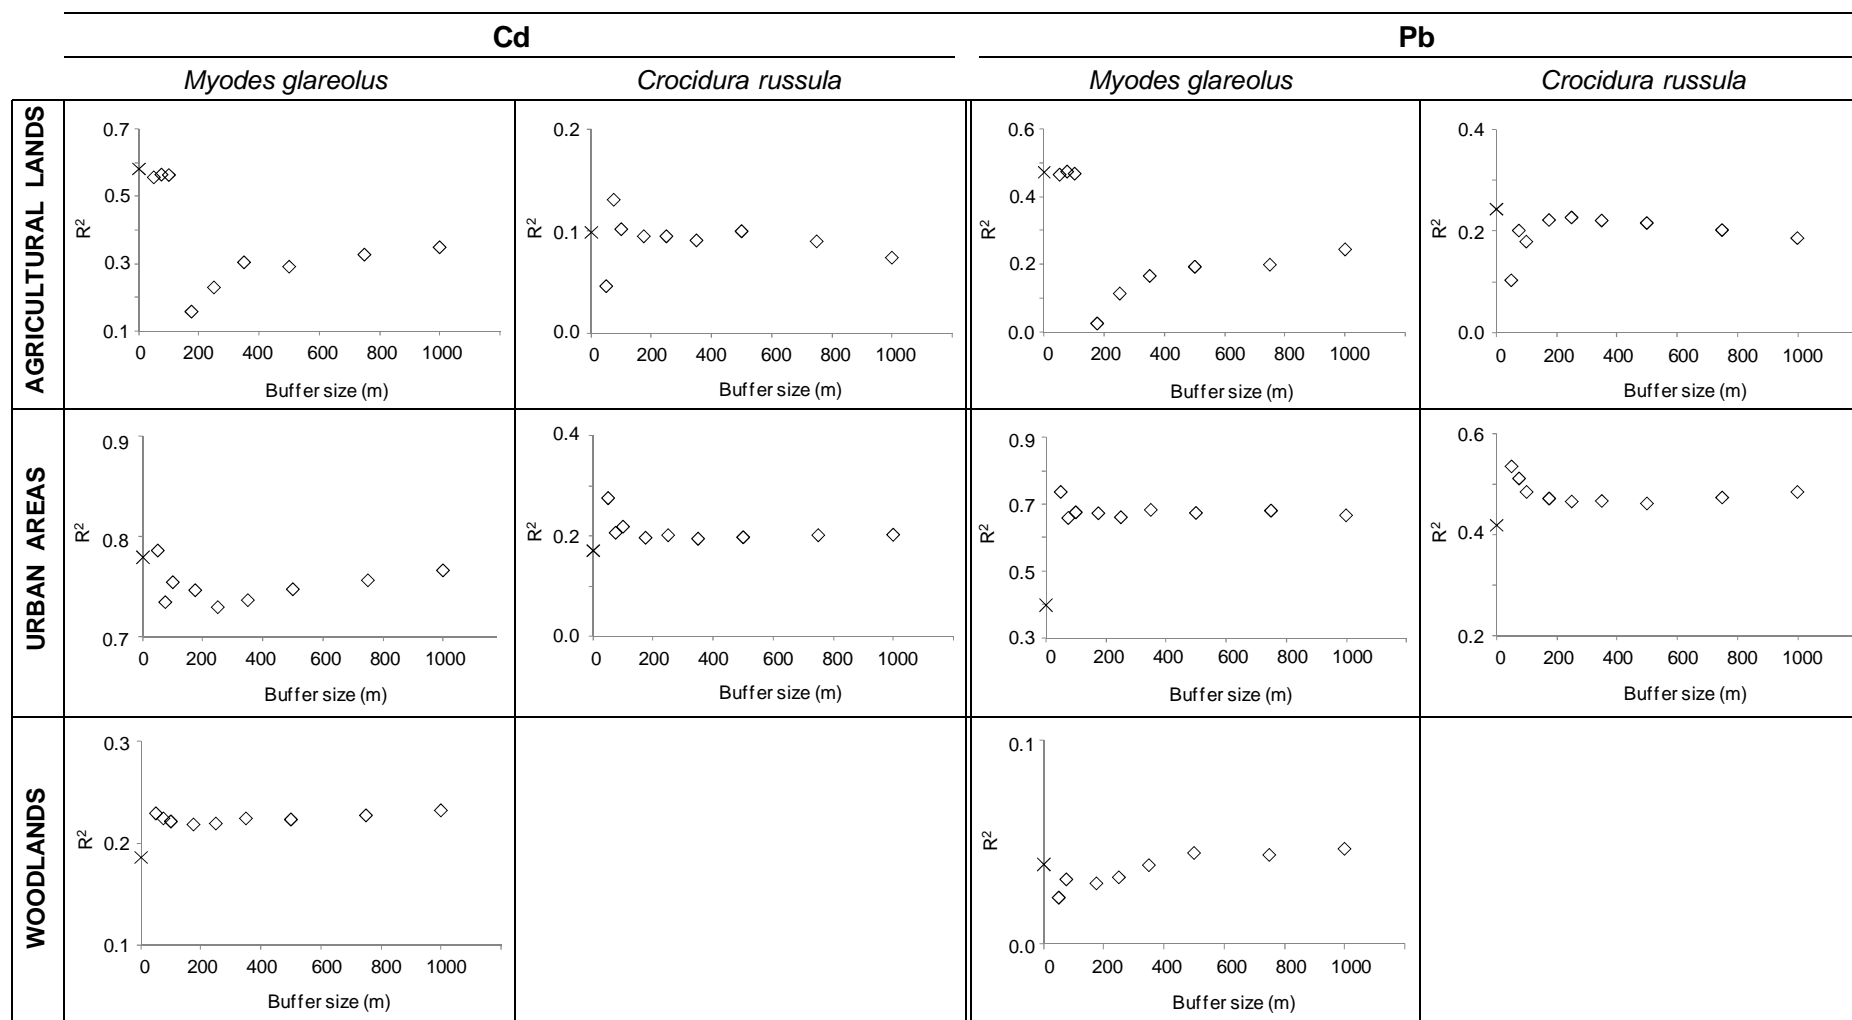 Cd Pb
Myodes glareolus Crocidura russula Myodes glareolus Crocidura russula
AGRICULTURAL LANDS
0.7
0.5
0.3
0.1
R²
0 200 400 600 800 1000
Buffer size (m)
0.2
0.1
0.0
R²
0 200 400 600 800 1000
Buffer size (m)
0.6
0.4
0.2
0.0
R²
0 200 400 600 800 1000
Buffer size (m)
0.4
0.2
0.0
R²
0 200 400 600 800 1000
Buffer size (m)
URBAN AREAS
0.9
0.8
0.7
R²
0 200 400 600 800 1000
Buffer size (m)
0.4
0.2
0.0
R²
0 200 400 600 800 1000
Buffer size (m)
0.9
0.7
0.5
0.3
R²
0 200 400 600 800 1000
Buffer size (m)
0.6
0.4
0.2
R²
0 200 400 600 800 1000
Buffer size (m)
WOODLANDS
0.3
0.2
0.1
R²
0 200 400 600 800 1000
Buffer size (m)
0.1
0.0
R²
0 200 400 600 800 1000
Buffer size (m)